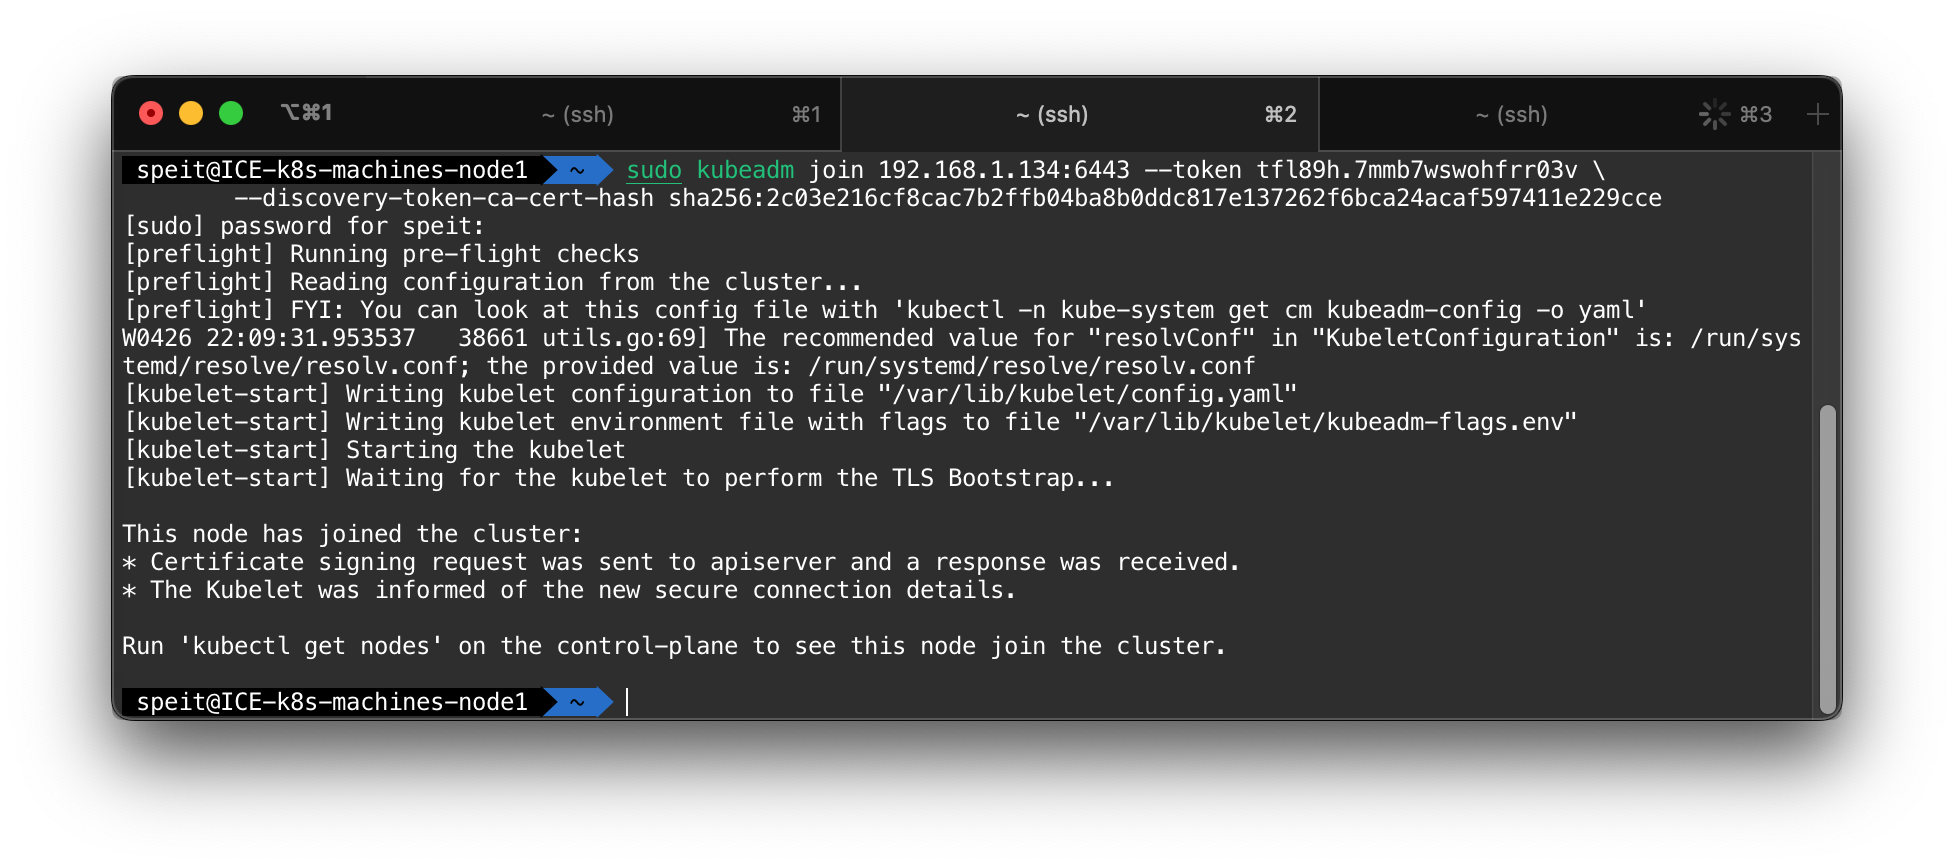 ⌥⌘1 ~ (ssh) ⌘1 ~ (ssh) ⌘2 ~ (ssh) ⌘3 +
speit@ICE-k8s-machines-node1 ~ sudo kubeadm join 192.168.1.134:6443 --token tfl89h.7mmb7wswohfrr03v \
--discovery-token-ca-cert-hash sha256:2c03e216cf8cac7b2ffb04ba8b0ddc817e137262f6bca24acaf597411e229cce
[sudo] password for speit:
[preflight] Running pre-flight checks
[preflight] Reading configuration from the cluster...
[preflight] FYI: You can look at this config file with 'kubectl -n kube-system get cm kubeadm-config -o yaml'
W0426 22:09:31.953537   38661 utils.go:69] The recommended value for "resolvConf" in "KubeletConfiguration" is: /run/sys
temd/resolve/resolv.conf; the provided value is: /run/systemd/resolve/resolv.conf
[kubelet-start] Writing kubelet configuration to file "/var/lib/kubelet/config.yaml"
[kubelet-start] Writing kubelet environment file with flags to file "/var/lib/kubelet/kubeadm-flags.env"
[kubelet-start] Starting the kubelet
[kubelet-start] Waiting for the kubelet to perform the TLS Bootstrap...
This node has joined the cluster:
* Certificate signing request was sent to apiserver and a response was received.
* The Kubelet was informed of the new secure connection details.
Run 'kubectl get nodes' on the control-plane to see this node join the cluster.
speit@ICE-k8s-machines-node1 ~